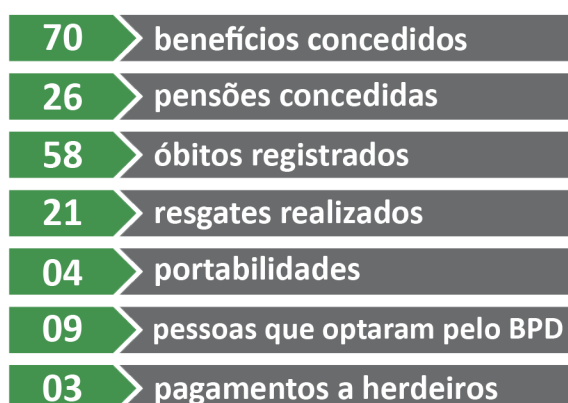 70 benefícios concedidos
26 pensões concedidas
58 óbitos registrados
21 resgates realizados
04 portabilidades
09 pessoas que optaram pelo BPD
03 pagamentos a herdeiros